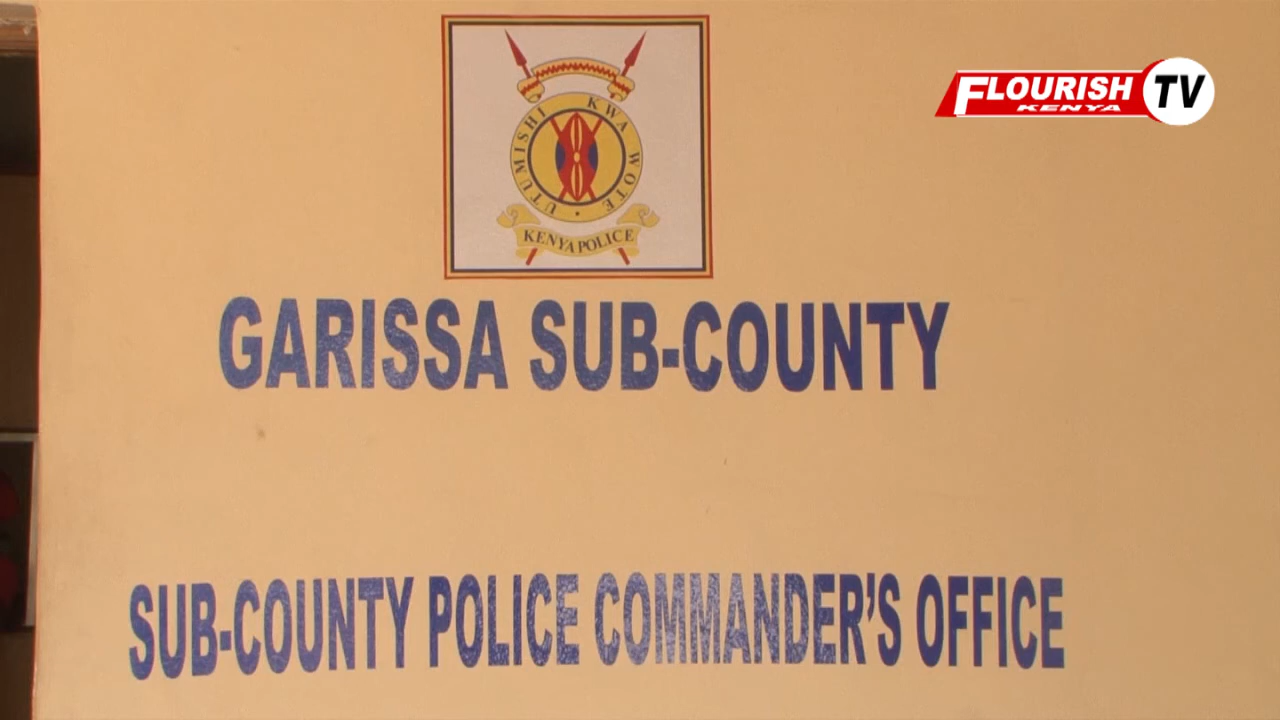 UTUMISHI KWA WOTE
KENYA POLICE
FLOURISH TV
KENYA
GARISSA SUB-COUNTY
SUB-COUNTY POLICE COMMANDER'S OFFICE